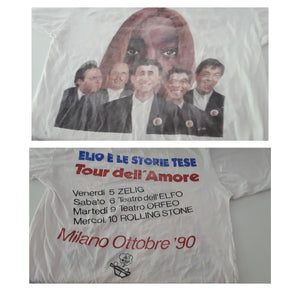 ELIO E LE STORIE TESE
Tour dell'Amore
Venerdì 5 ZELIG
Sabato 6 Teatro dell'ELFO
Martedì 9 Teatro ORFEO
Mercol. 10 ROLLING STONE
Milano Ottobre '90